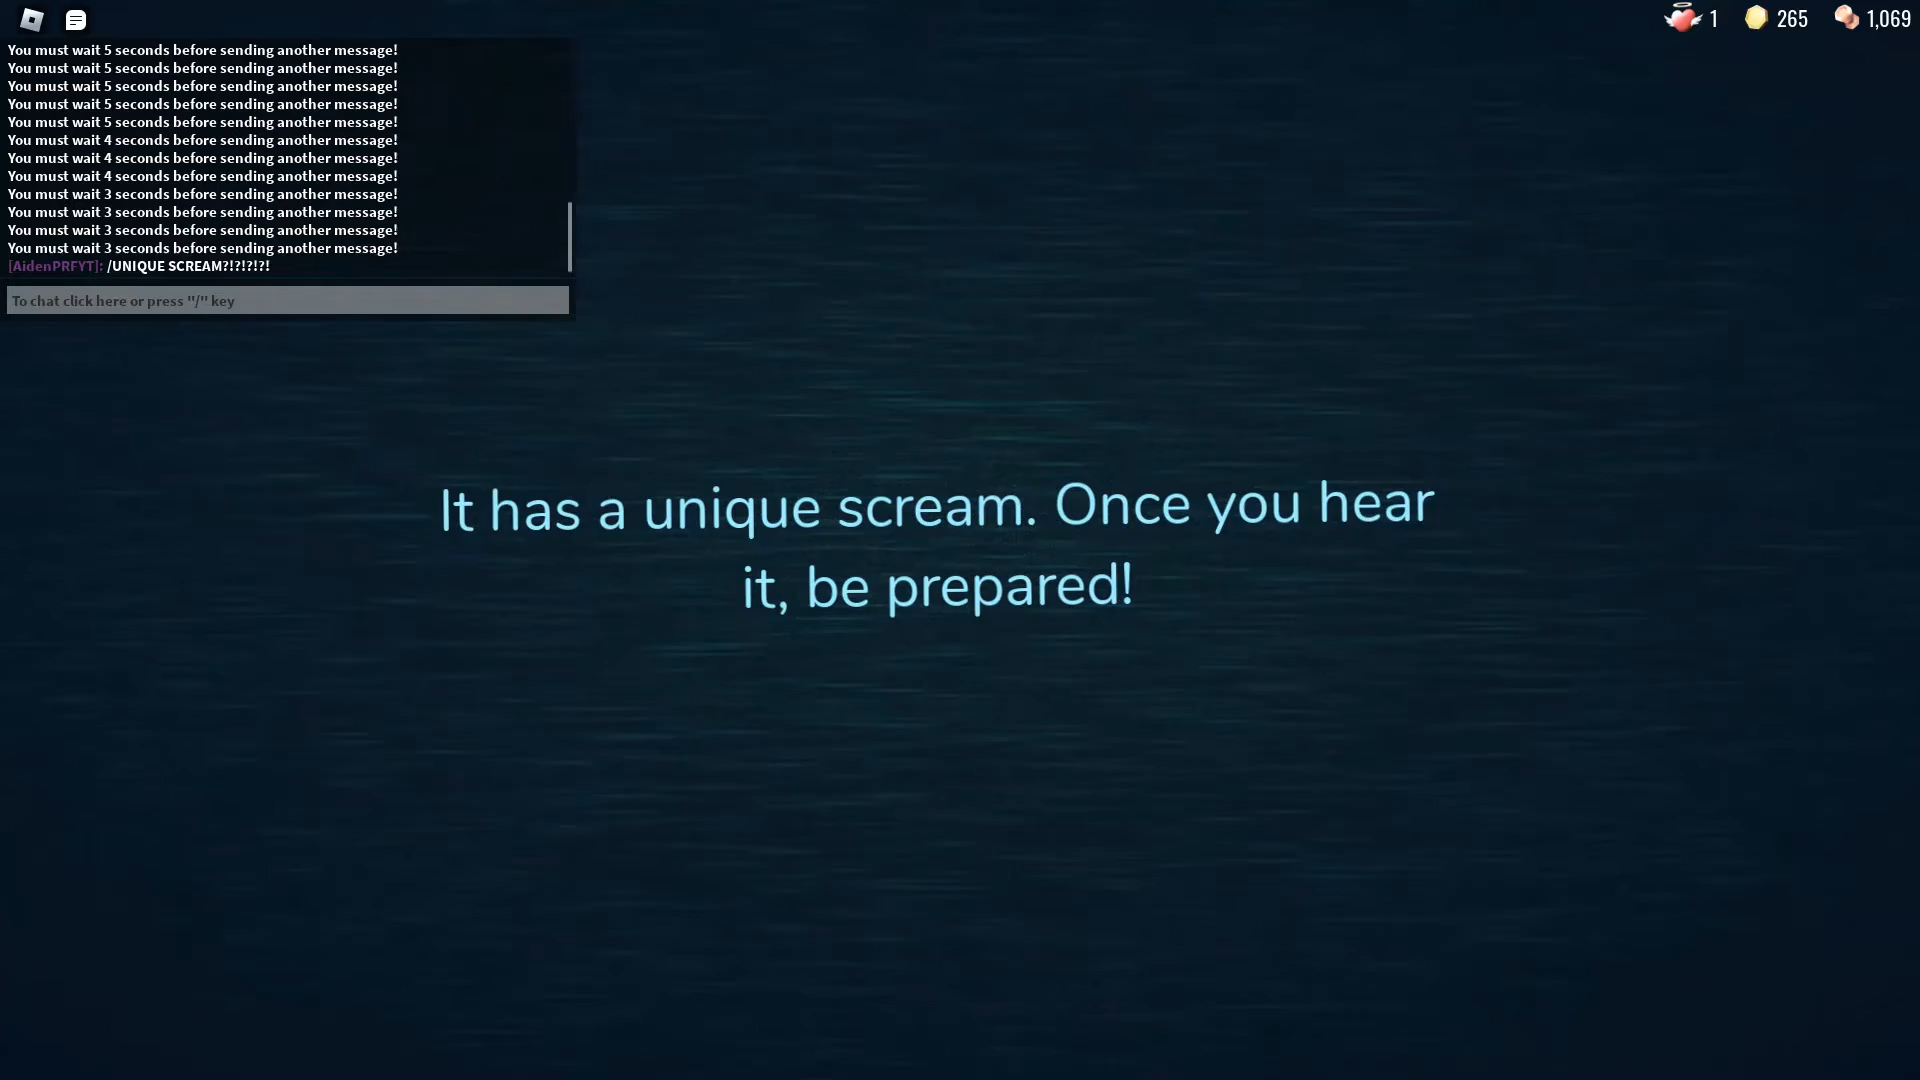 1
265
1,069
You must wait 5 seconds before sending another message!
You must wait 5 seconds before sending another message!
You must wait 5 seconds before sending another message!
You must wait 5 seconds before sending another message!
You must wait 5 seconds before sending another message!
You must wait 4 seconds before sending another message!
You must wait 4 seconds before sending another message!
You must wait 4 seconds before sending another message!
You must wait 3 seconds before sending another message!
You must wait 3 seconds before sending another message!
You must wait 3 seconds before sending another message!
You must wait 3 seconds before sending another message!
[AidenPRFYT]: /UNIQUE SCREAM?!?!?!?!
To chat click here or press "/" key
It has a unique scream. Once you hear
it, be prepared!